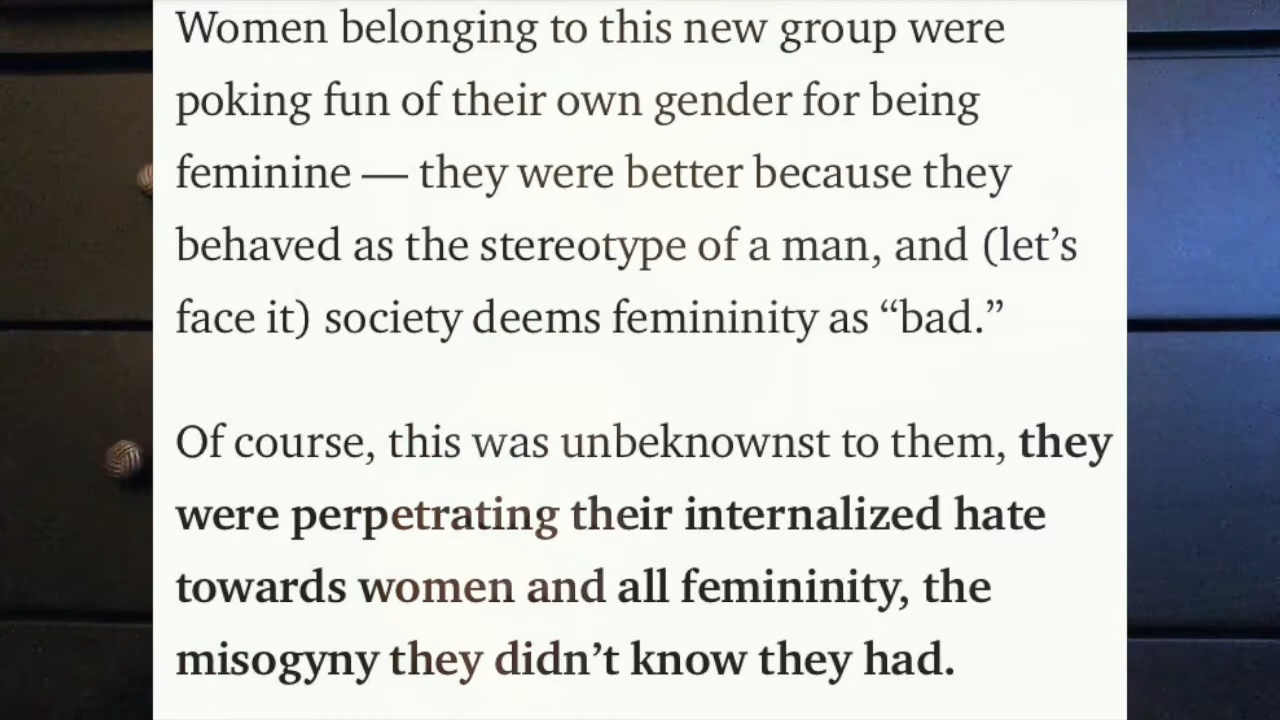 Women belonging to this new group were
poking fun of their own gender for being
feminine — they were better because they
behaved as the stereotype of a man, and (let’s
face it) society deems femininity as “bad.”
Of course, this was unbeknownst to them, they
were perpetrating their internalized hate
towards women and all femininity, the
misogyny they didn’t know they had.